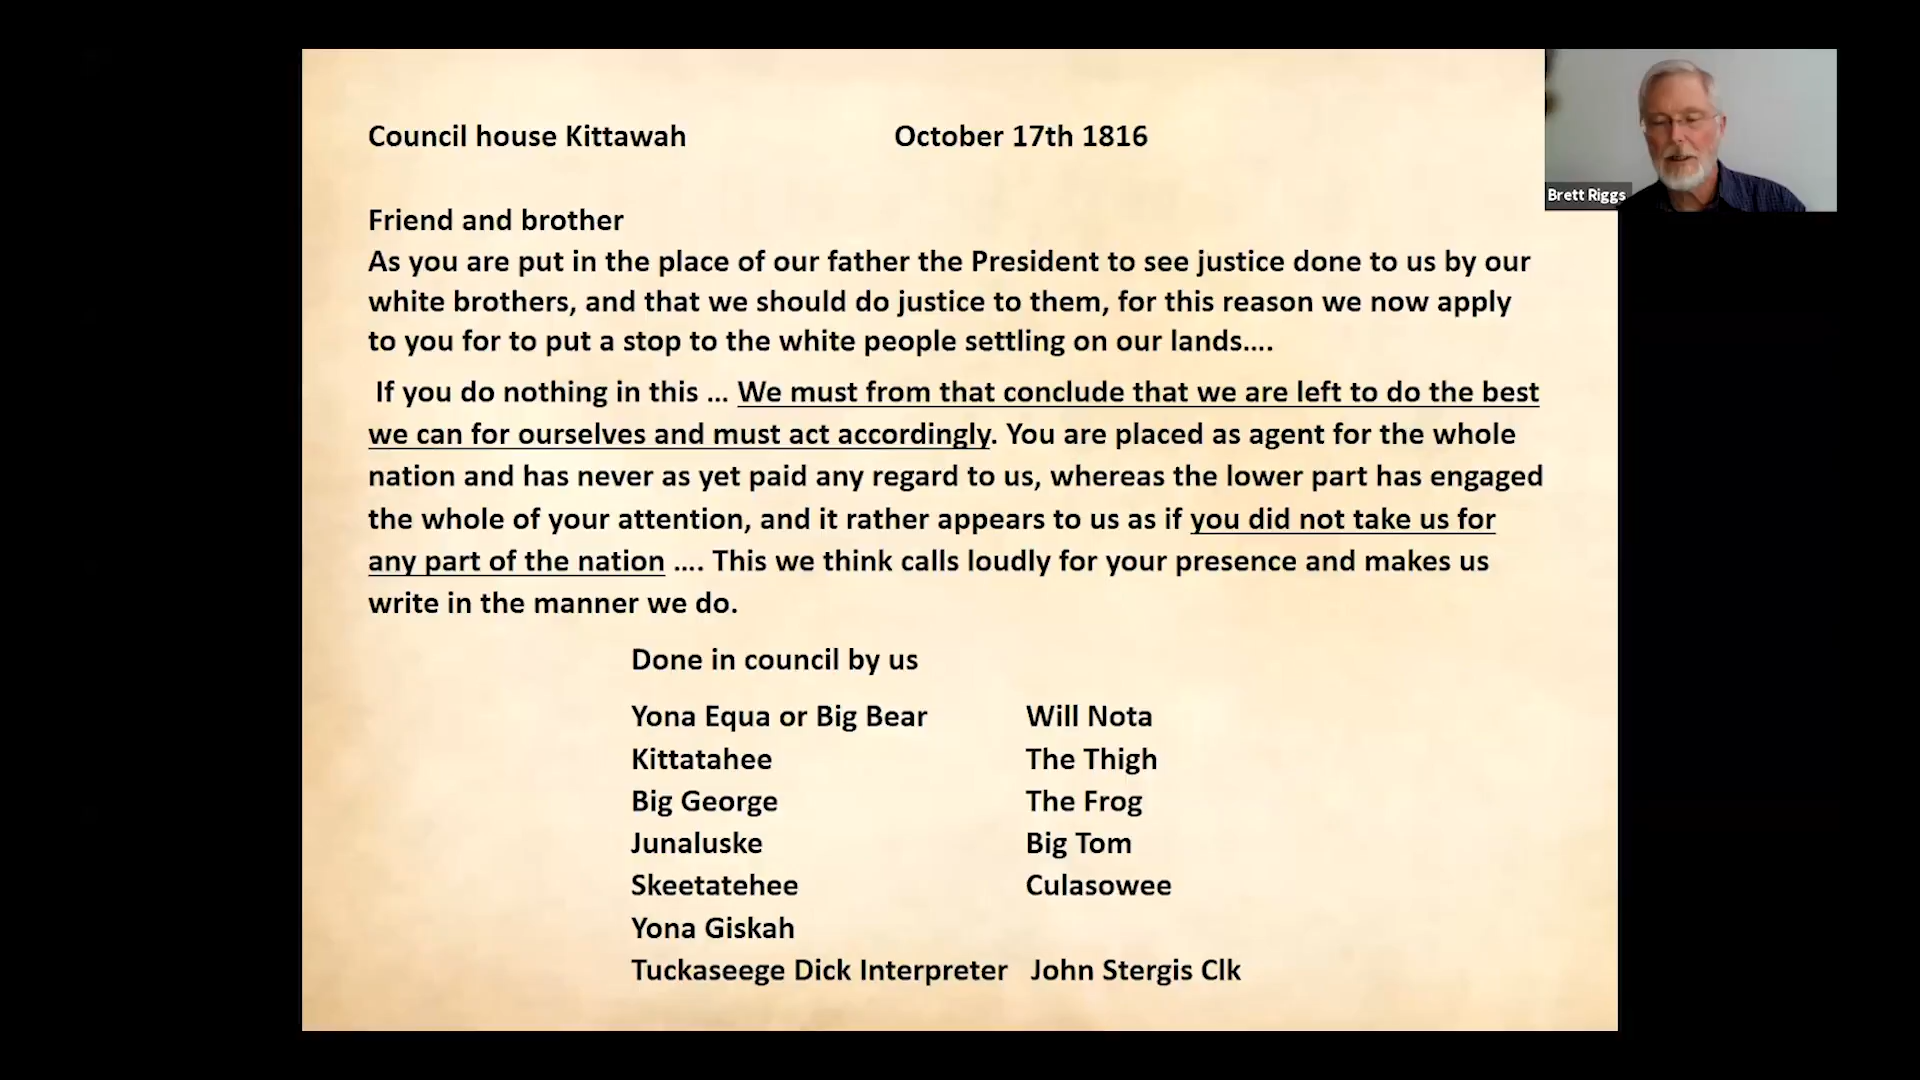 Council house Kittawah October 17th 1816
Brett Riggs
Friend and brother
As you are put in the place of our father the President to see justice done to us by our
white brothers, and that we should do justice to them, for this reason we now apply
to you for to put a stop to the white people settling on our lands....
If you do nothing in this ... We must from that conclude that we are left to do the best
we can for ourselves and must act accordingly. You are placed as agent for the whole
nation and has never as yet paid any regard to us, whereas the lower part has engaged
the whole of your attention, and it rather appears to us as if you did not take us for
any part of the nation .... This we think calls loudly for your presence and makes us
write in the manner we do.
Done in council by us
Yona Equa or Big Bear Will Nota
Kittatahee The Thigh
Big George The Frog
Junaluske Big Tom
Skeetatehee Culasowee
Yona Giskah
Tuckaseege Dick Interpreter John Stergis Clk